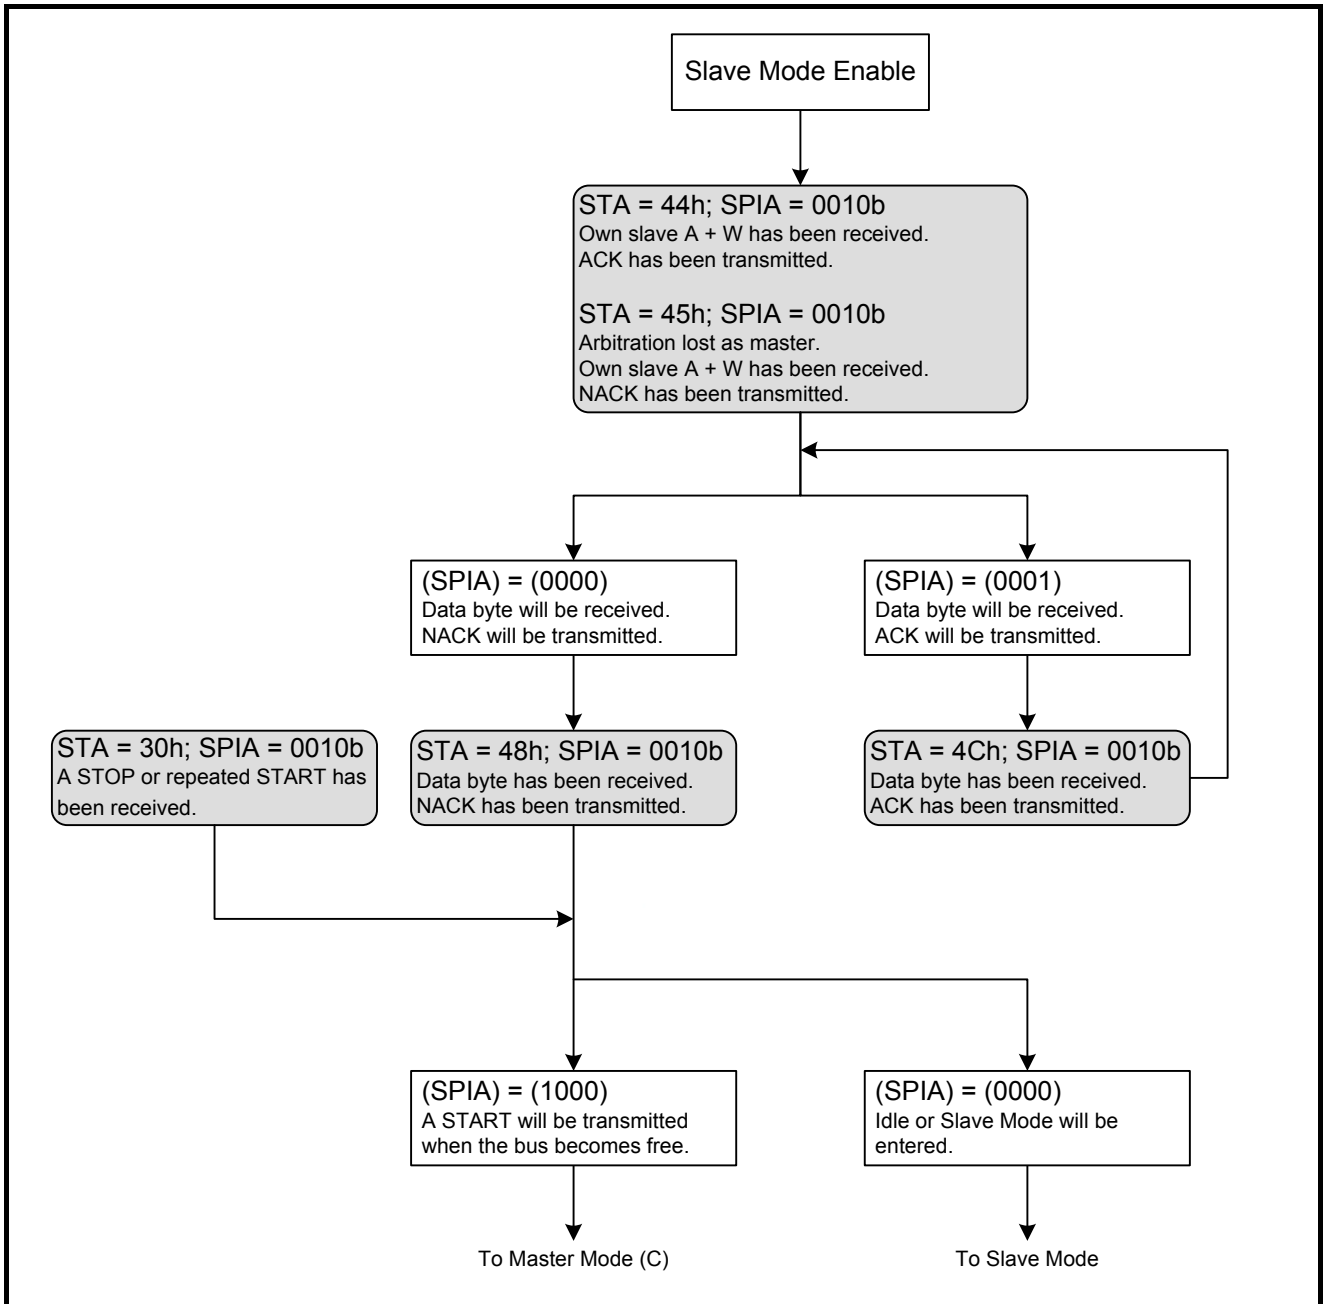 Slave Mode Enable
STA = 44h; SPIA = 0010b
Own slave A + W has been received.
ACK has been transmitted.
STA = 45h; SPIA = 0010b
Arbitration lost as master.
Own slave A + W has been received.
NACK has been transmitted.
(SPIA) = (0000)
Data byte will be received.
NACK will be transmitted.
(SPIA) = (0001)
Data byte will be received.
ACK will be transmitted.
STA = 30h; SPIA = 0010b
A STOP or repeated START has
been received.
STA = 48h; SPIA = 0010b
Data byte has been received.
NACK has been transmitted.
STA = 4Ch; SPIA = 0010b
Data byte has been received.
ACK has been transmitted.
(SPIA) = (1000)
A START will be transmitted
when the bus becomes free.
(SPIA) = (0000)
Idle or Slave Mode will be
entered.
To Master Mode (C)
To Slave Mode